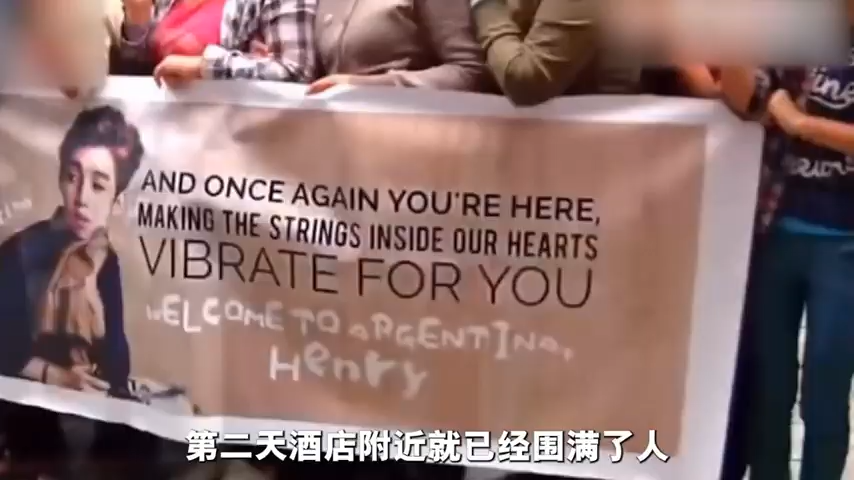 AND ONCE AGAIN YOU'RE HERE,
MAKING THE STRINGS INSIDE OUR HEARTS
VIBRATE FOR YOU
WELCOME TO ARGENTINA,
Henry
第二天酒店附近就已经围满了人